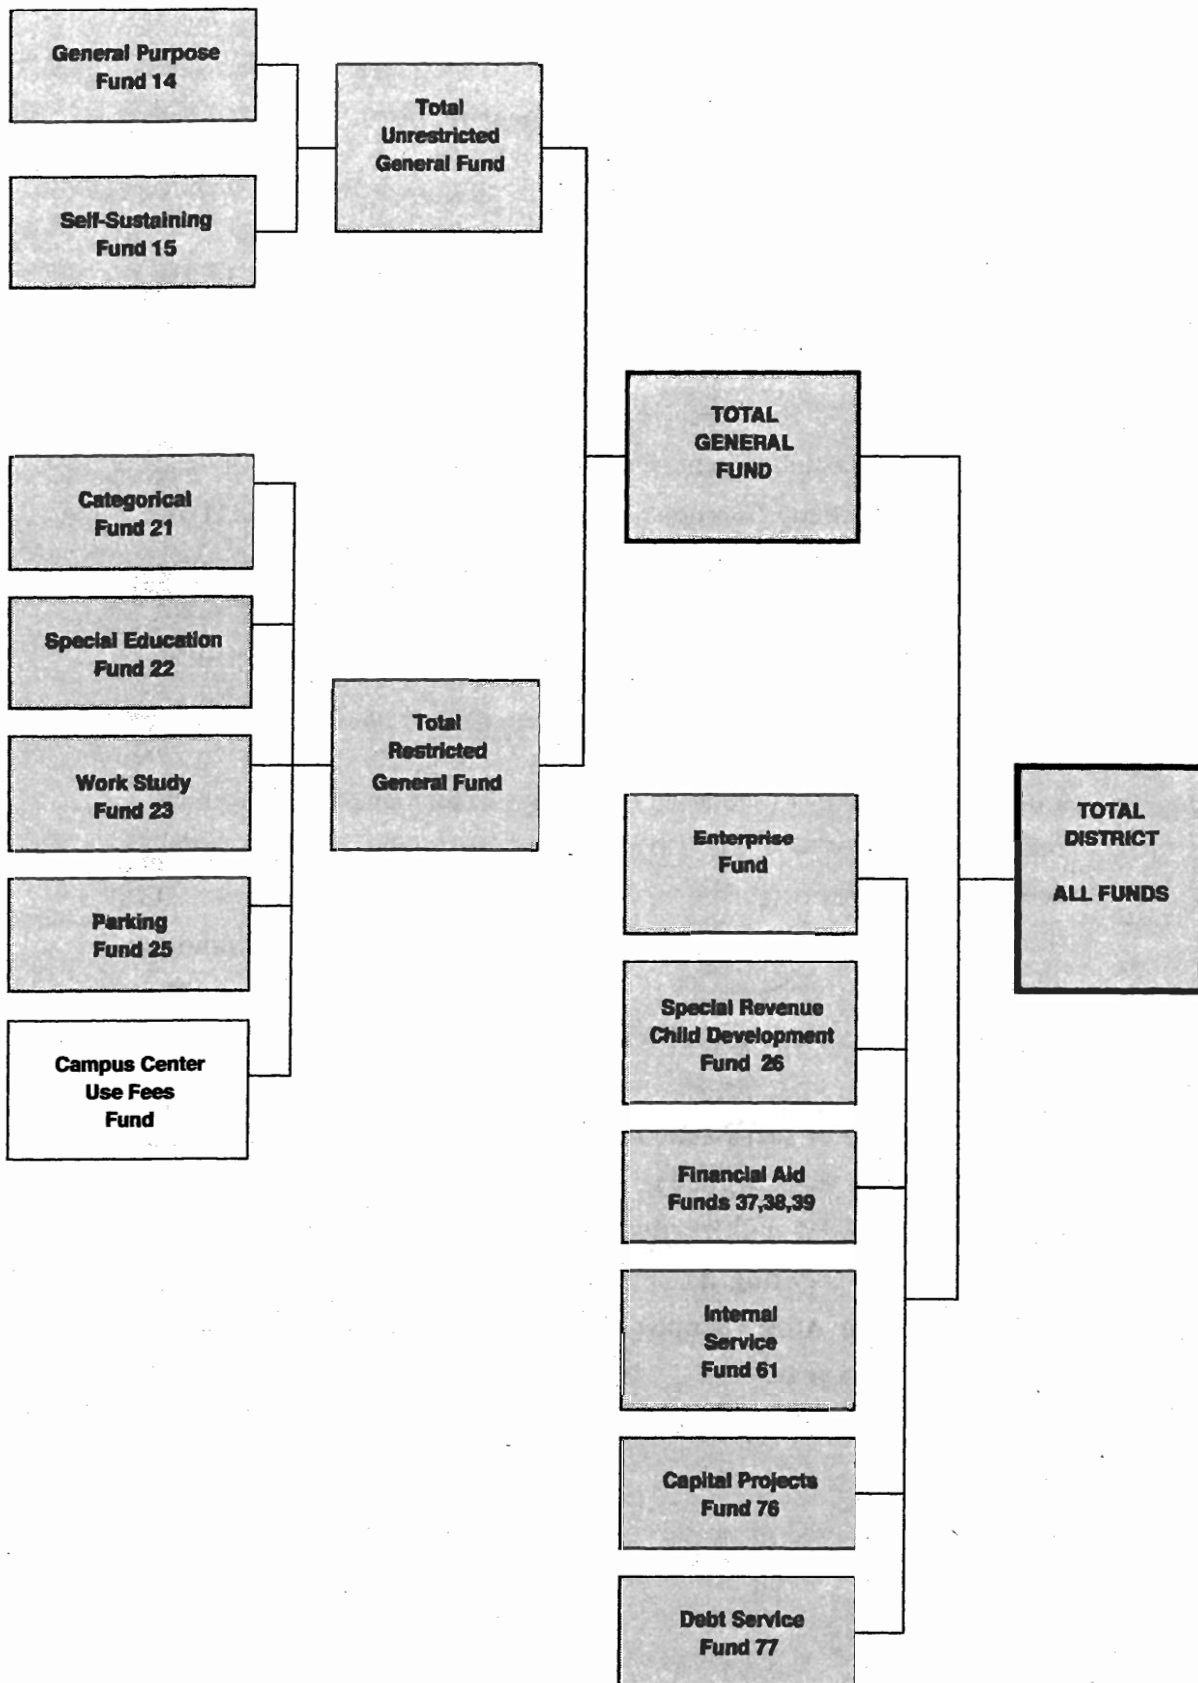 General Purpose
Fund 14
Self-Sustaining
Fund 15
Total
Unrestricted
General Fund
TOTAL
GENERAL
FUND
Categorical
Fund 21
Special Education
Fund 22
Work Study
Fund 23
Parking
Fund 25
Campus Center
Use Fees
Fund
Total
Restricted
General Fund
Enterprise
Fund
Special Revenue
Child Development
Fund 26
Financial Aid
Funds 37,38,39
Internal
Service
Fund 61
Capital Projects
Fund 76
Debt Service
Fund 77
TOTAL
DISTRICT
ALL FUNDS